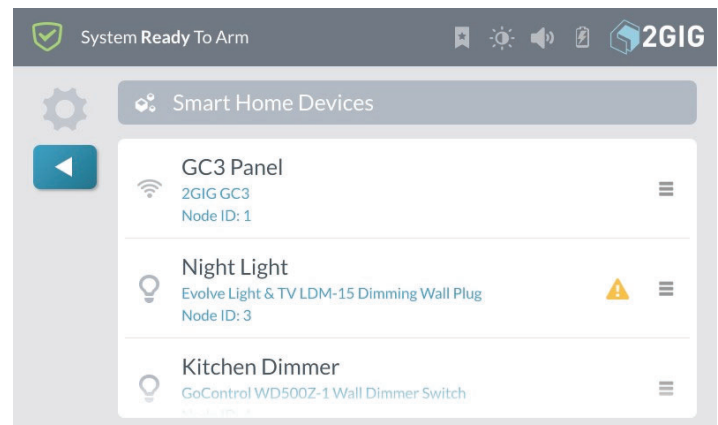 System Ready To Arm
2GIG
Smart Home Devices
GC3 Panel
2GIG GC3
Node ID: 1
Night Light
Evolve Light & TV LDM-15 Dimming Wall Plug
Node ID: 3
Kitchen Dimmer
GoControl WD500Z-1 Wall Dimmer Switch